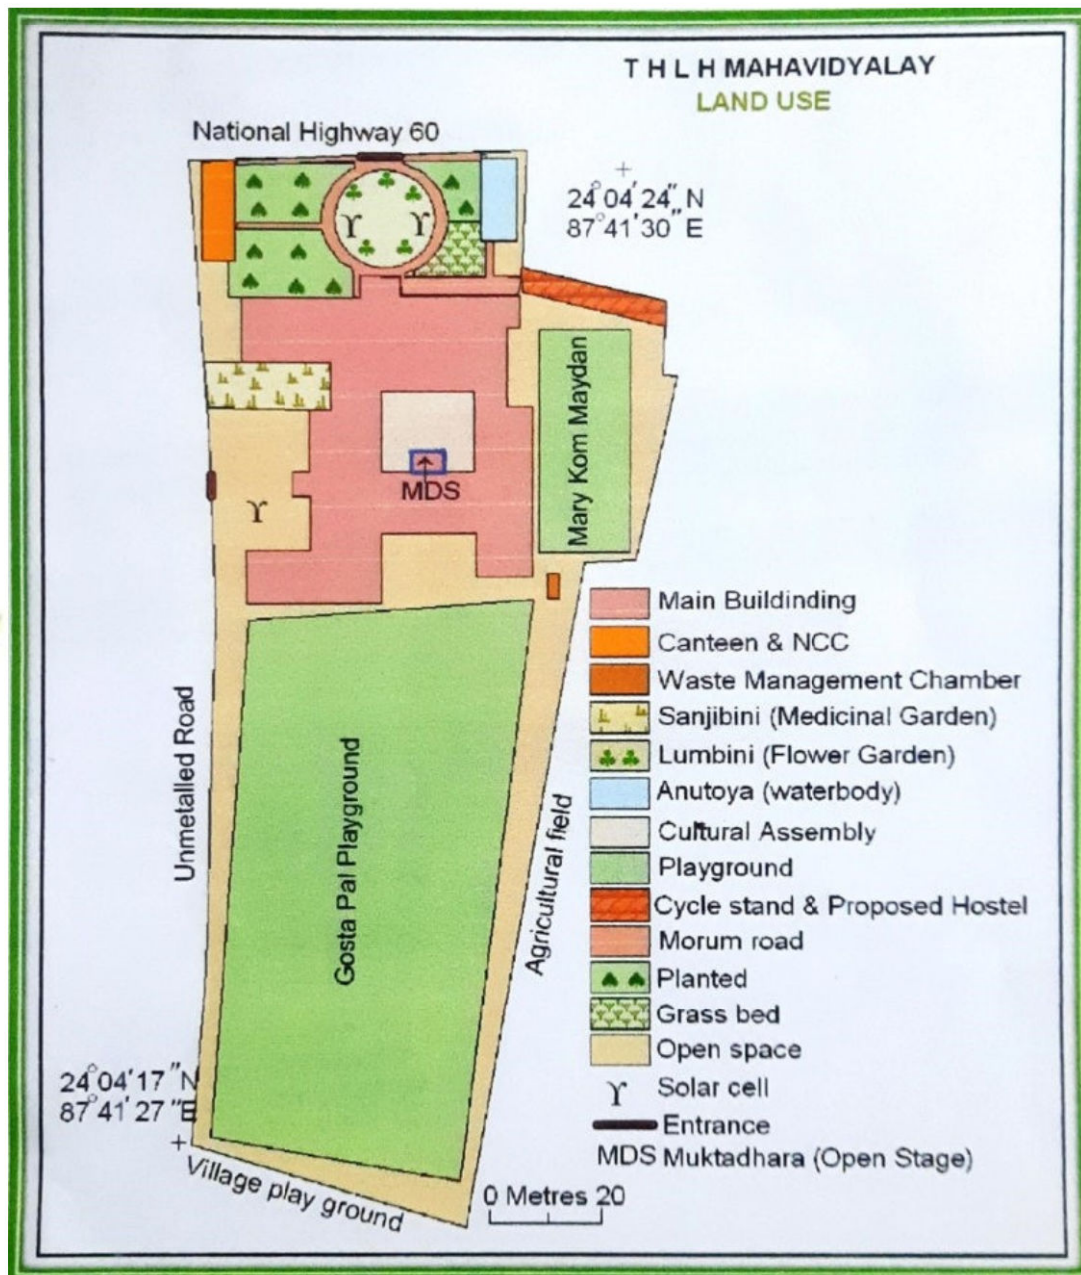 T H L H MAHAVIDYALAY
LAND USE
National Highway 60
24°04'24"N
87°41'30"E
Mary Kom Maydan
MDS
Main Buildinding
Canteen & NCC
Waste Management Chamber
Sanjibini (Medicinal Garden)
Lumbini (Flower Garden)
Anutoya (waterbody)
Cultural Assembly
Playground
Cycle stand & Proposed Hostel
Morum road
Planted
Grass bed
Open space
Solar cell
Entrance
MDS Muktadhara (Open Stage)
Unmetalled Road
Gosta Pal Playground
Agricultural field
24°04'17"N
87°41'27"E
Village play ground
0 Metres 20